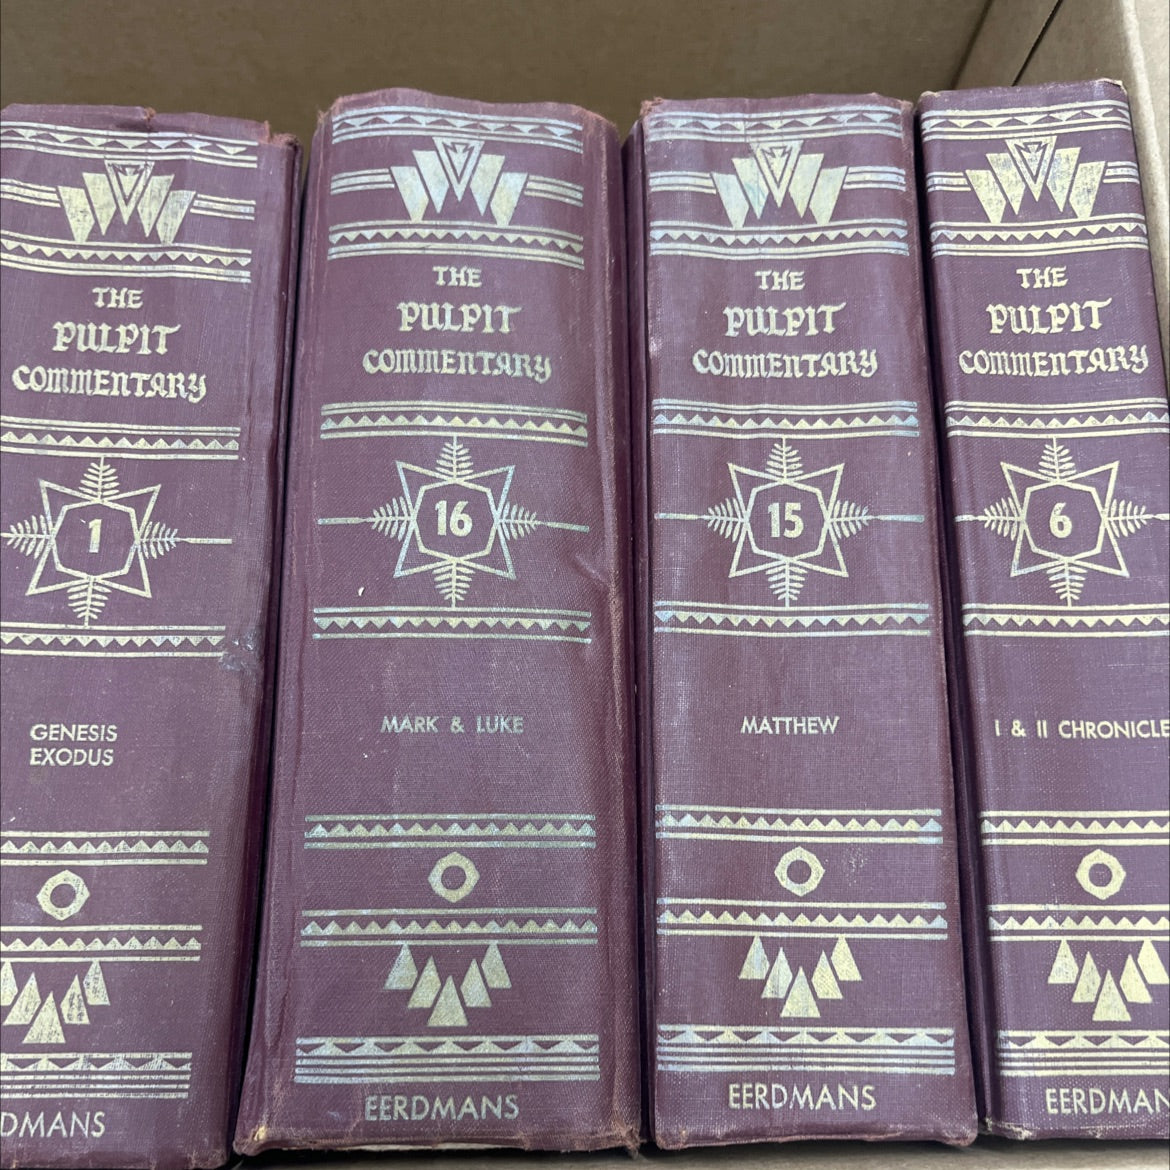 THE
PULPIT
COMMENTARY
1
GENESIS
EXODUS
DMANS
THE
PULPIT
COMMENTARY
16
MARK & LUKE
EERDMANS
THE
PULPIT
COMMENTARY
15
MATTHEW
EERDMANS
THE
PULPIT
COMMENTARY
6
I & II CHRONICLE
EERDMAN